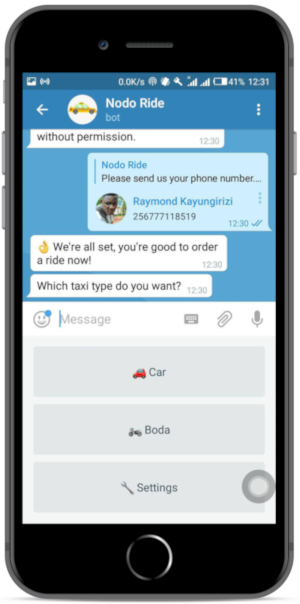 0.0K/s 41% 12:31
Nodo Ride
bot
without permission.
12:30
Nodo Ride
Please send us your phone number....
Raymond Kayungirizi
256777118519
12:30
👌 We're all set, you're good to order
a ride now!
12:30
Which taxi type do you want? 12:30
Message
🚗 Car
🏍 Boda
🔧 Settings